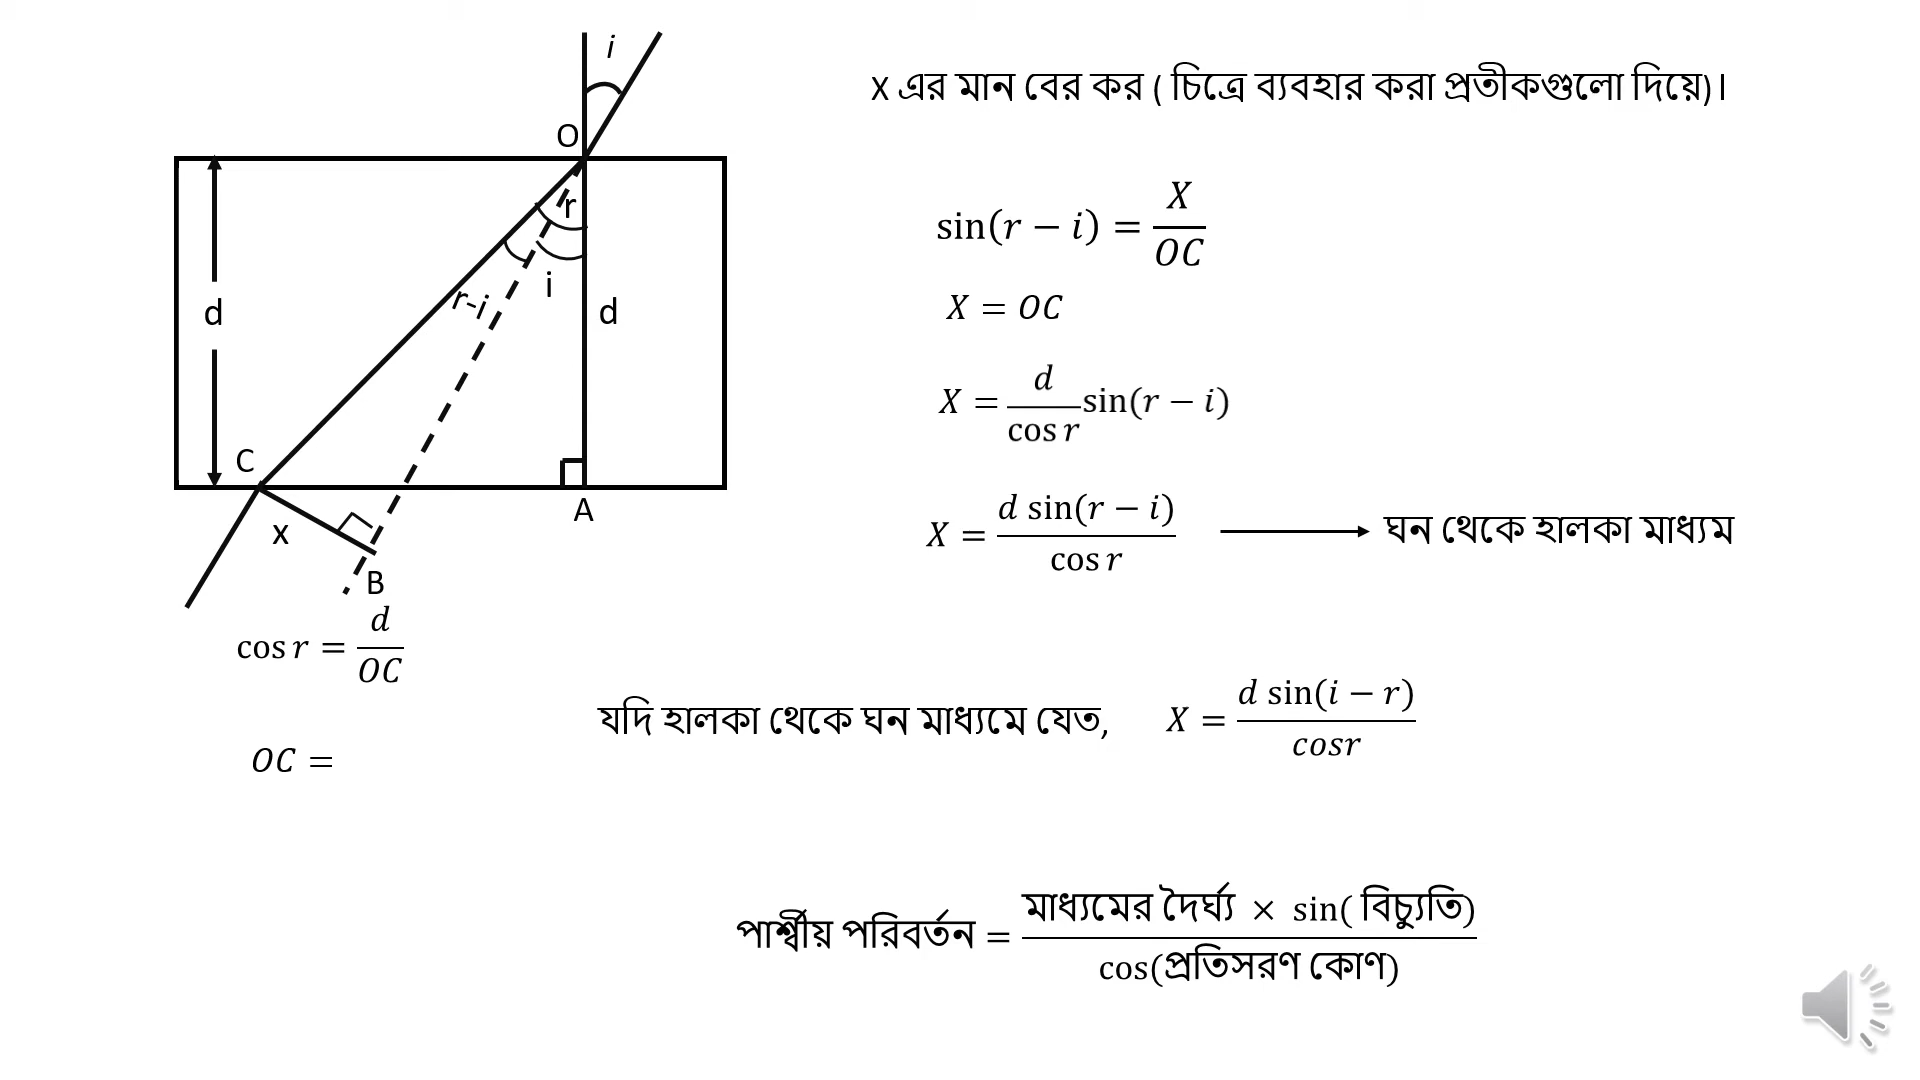 i
X এর মান বের কর ( চিত্রে ব্যবহার করা প্রতীকগুলো দিয়ে)।
O
r
i
r-i
d
d
C
A
x
B
sin(r − i) = X/OC
X = OC
X = d/cos r sin(r − i)
X = d sin(r − i)/cos r → ঘন থেকে হালকা মাধ্যম
cos r = d/OC
OC =
যদি হালকা থেকে ঘন মাধ্যমে যেত, X = d sin(i − r)/cosr
পার্শ্বীয় পরিবর্তন = মাধ্যমের দৈর্ঘ্য × sin( বিচ্যুতি)/cos(প্রতিসরণ কোণ)